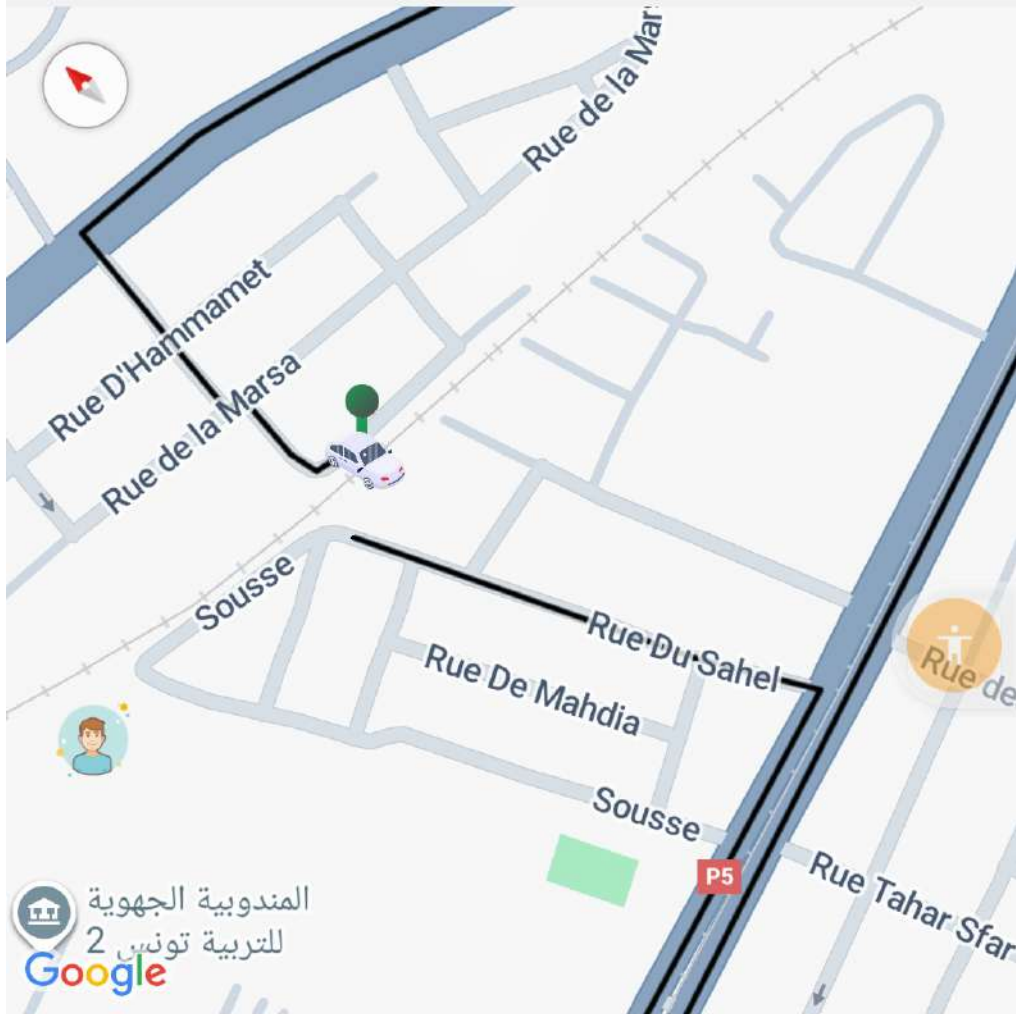 Rue de la Mar
Rue D'Hammamet
Rue de la Marsa
Sousse
Rue Du Sahel
Rue de
Rue De Mahdia
Sousse
P5
Rue Tahar Sfar
المندوبية الجهوية
للتربية تونس 2
Google